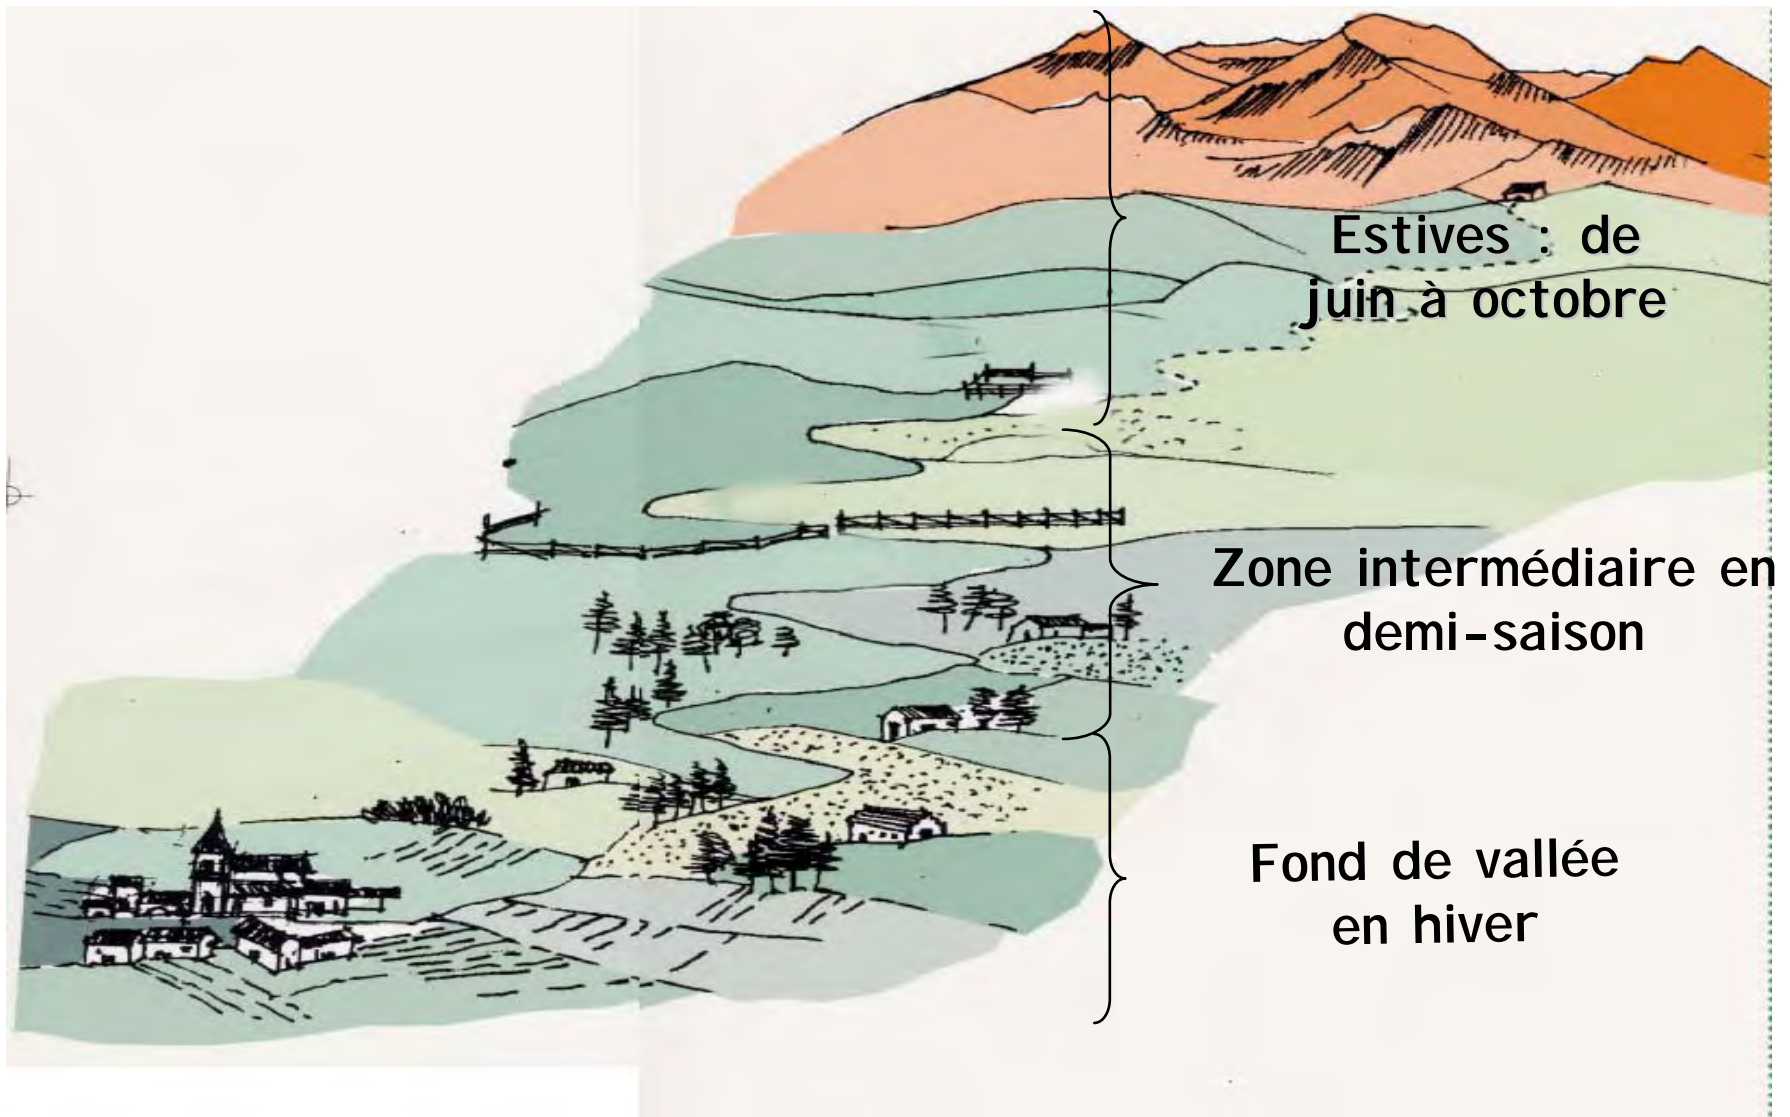 Estives : de
juin à octobre
Zone intermédiaire en
demi-saison
Fond de vallée
en hiver